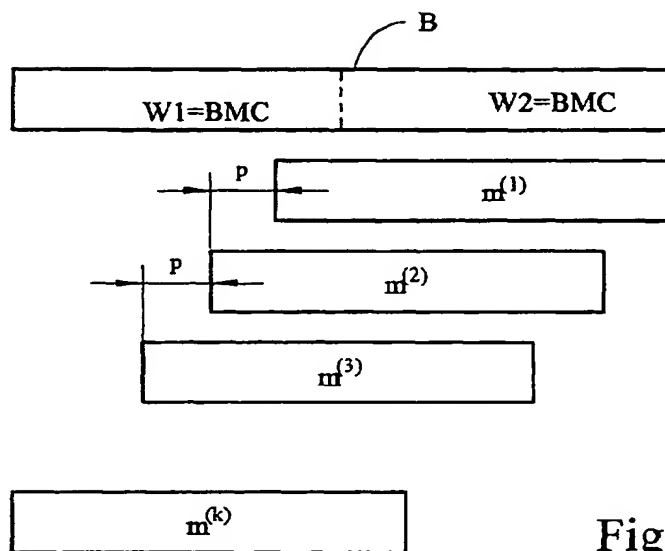 B
W1=BMC
W2=BMC
p
m(1)
p
m(2)
m(3)
m(k)
Fig